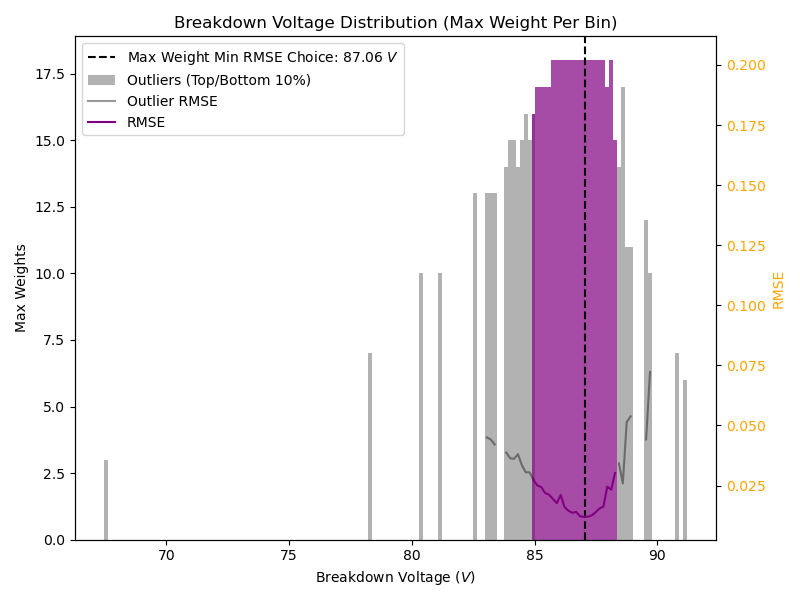 Breakdown Voltage Distribution (Max Weight Per Bin)
Max Weight Min RMSE Choice: 87.06 V
Outliers (Top/Bottom 10%)
Outlier RMSE
RMSE
Max Weights
17.5
15.0
12.5
10.0
7.5
5.0
2.5
0.0
0.200
0.175
0.150
0.125
0.100
0.075
0.050
0.025
RMSE
70 75 80 85 90
Breakdown Voltage (V)